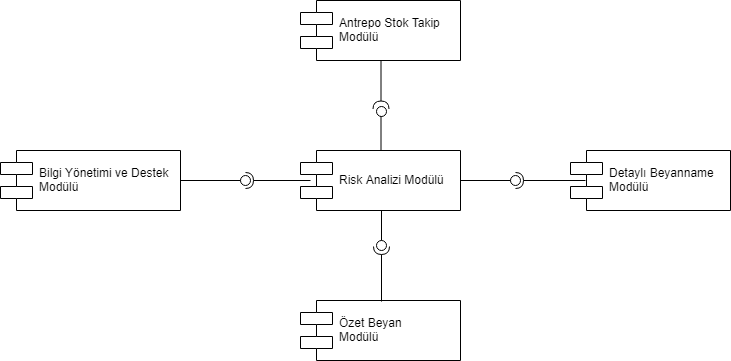 Antrepo Stok Takip
Modülü
Bilgi Yönetimi ve Destek
Modülü
Risk Analizi Modülü
Detaylı Beyanname
Modülü
Özet Beyan
Modülü